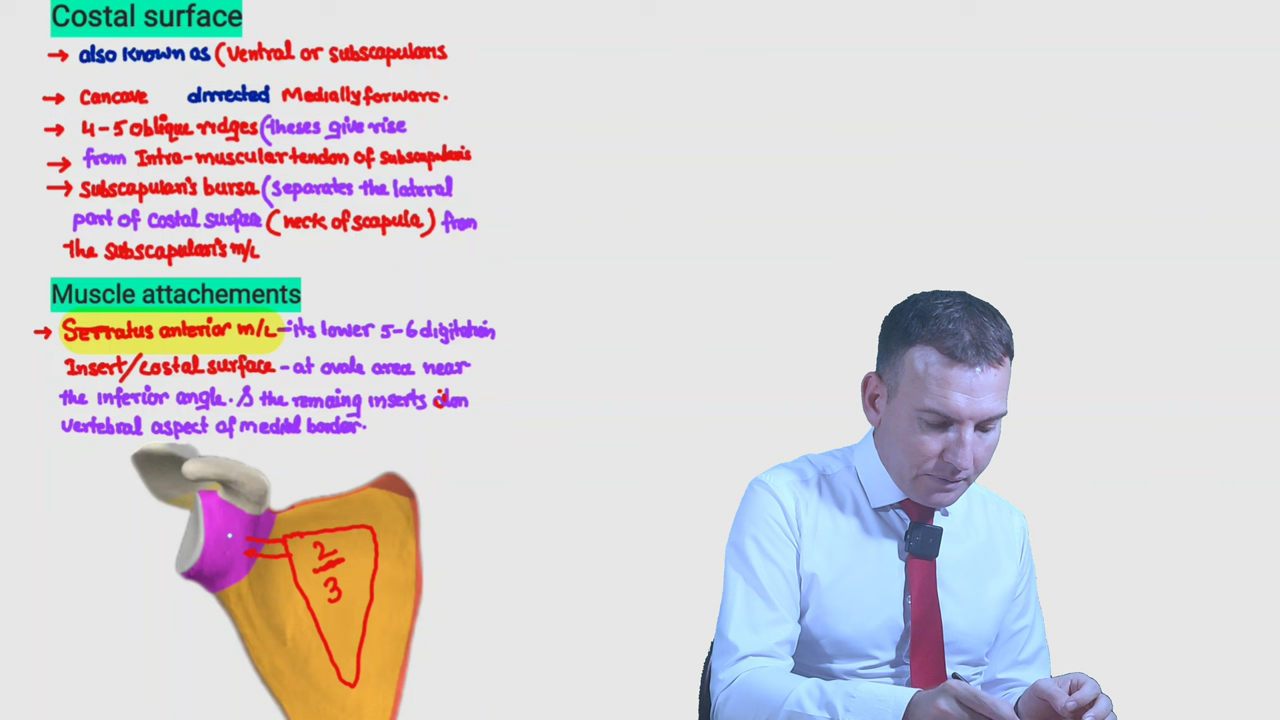 Costal surface
→ also known as (ventral or subscapularis
→ Concave dirrected Medially forward.
→ 4-5 oblique ridges (theses give rise
→ from Intra-muscular tendon of subscapularis
→ Subscapularis bursa (separates the lateral
part of costal surface (neck of scapula) from
the subscapularis m/L
Muscle attachements
→ Serratus anterior m/L - its lower 5-6 digitation
Insert/costal surface - at ovale area near
the inferior angle. & the remaing inserts on
vertebral aspect of medial border.
2
3